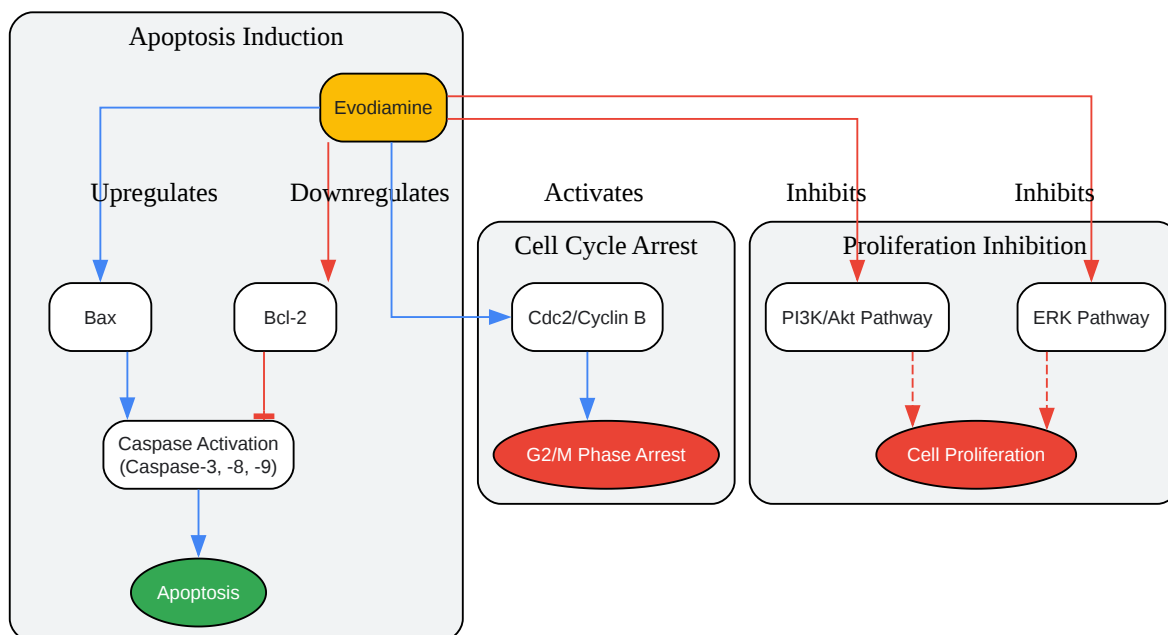 Apoptosis Induction
Evodiamine
Upregulates
Downregulates
Activates
Inhibits
Inhibits
Cell Cycle Arrest
Proliferation Inhibition
Bax
Bcl-2
Cdc2/Cyclin B
PI3K/Akt Pathway
ERK Pathway
Caspase Activation
(Caspase-3, -8, -9)
G2/M Phase Arrest
Cell Proliferation
Apoptosis